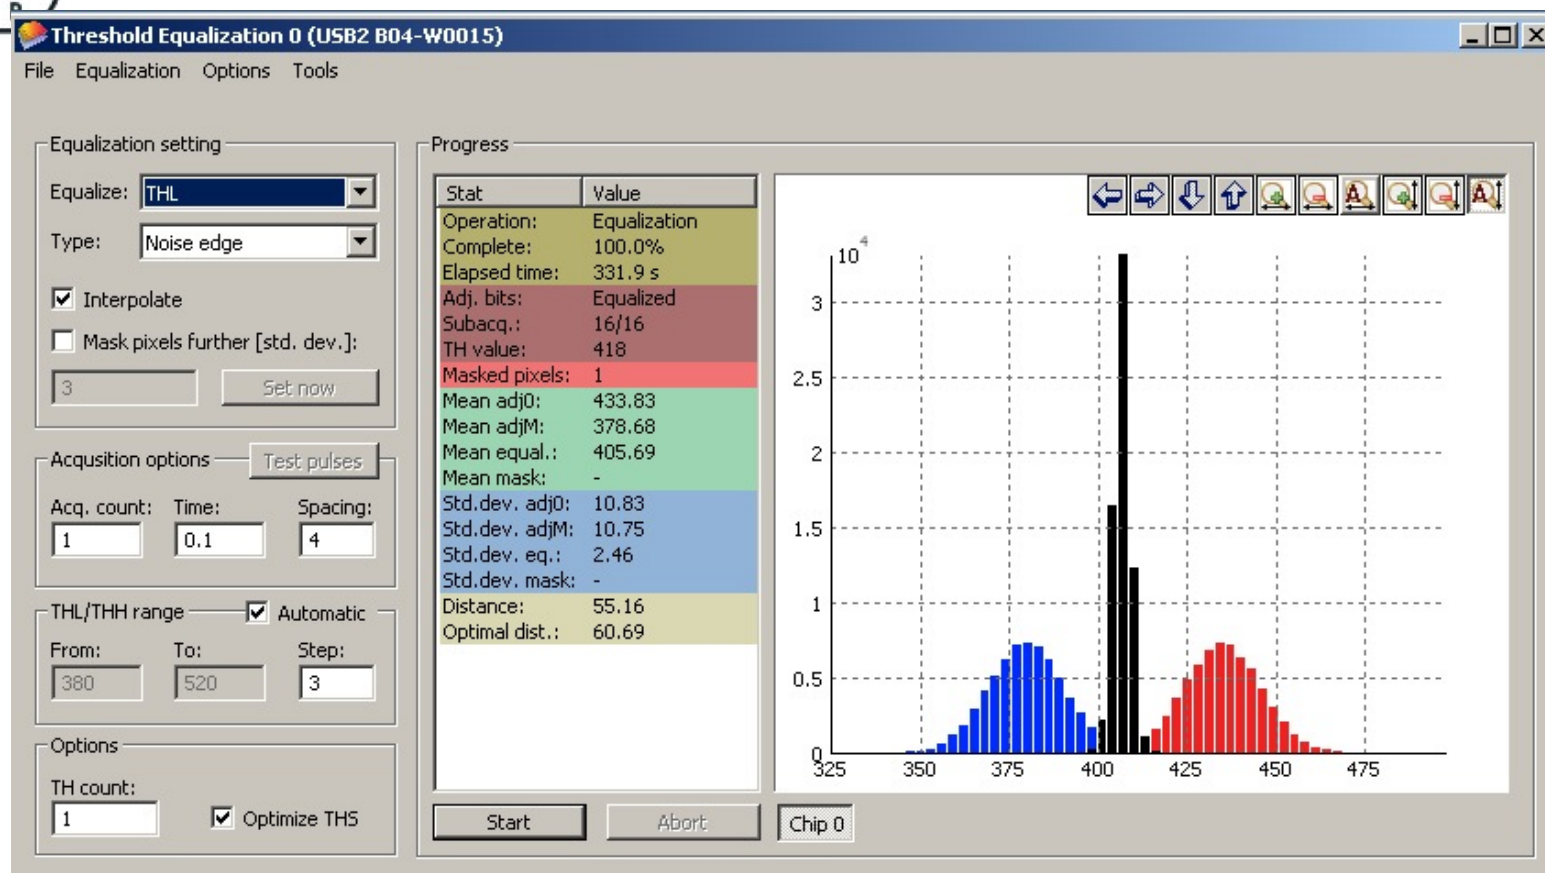 Threshold Equalization 0 (USB2 B04-W0015)
File Equalization Options Tools
Equalization setting
Equalize: THL
Type: Noise edge
Interpolate
Mask pixels further [std. dev.]:
3 Set now
Acqusition options Test pulses
Acq. count: Time: Spacing:
1 0.1 4
THL/THH range Automatic
From: To: Step:
380 520 3
Options
TH count:
1 Optimize THS
Progress
Stat Value
Operation: Equalization
Complete: 100.0%
Elapsed time: 331.9 s
Adj. bits: Equalized
Subacq.: 16/16
TH value: 418
Masked pixels: 1
Mean adj0: 433.83
Mean adjM: 378.68
Mean equal.: 405.69
Mean mask: -
Std.dev. adj0: 10.83
Std.dev. adjM: 10.75
Std.dev. eq.: 2.46
Std.dev. mask: -
Distance: 55.16
Optimal dist.: 60.69
Start Abort Chip 0
A A
10^4
3
2.5
2
1.5
1
0.5
0
325 350 375 400 425 450 475